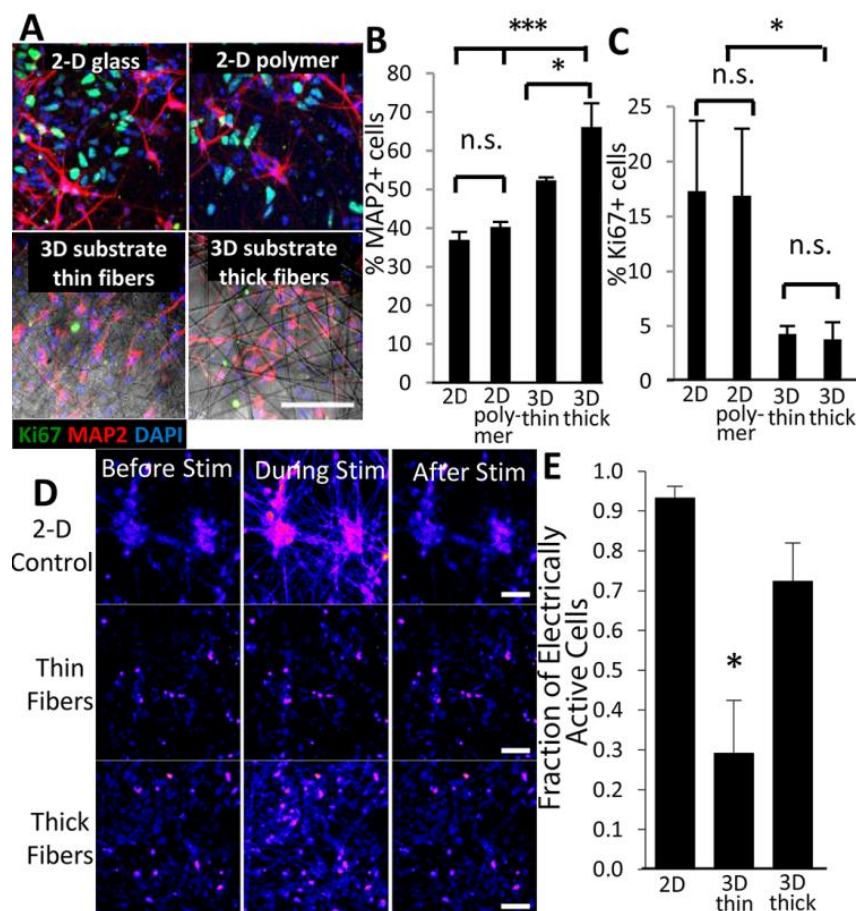 A
2-D glass
2-D polymer
3D substrate
thin fibers
3D substrate
thick fibers
Ki67 MAP2 DAPI
B
***
*
n.s.
% MAP2+ cells
80
70
60
50
40
30
20
10
0
2D
2D
poly-
mer
3D
thin
3D
thick
C
*
n.s.
n.s.
% Ki67+ cells
25
20
15
10
5
0
2D
2D
poly-
mer
3D
thin
3D
thick
D
Before Stim
During Stim
After Stim
2-D
Control
Thin
Fibers
Thick
Fibers
E
Fraction of Electrically
Active Cells
1.0
0.9
0.8
0.7
0.6
0.5
0.4
0.3
0.2
0.1
0.0
*
2D
3D
thin
3D
thick